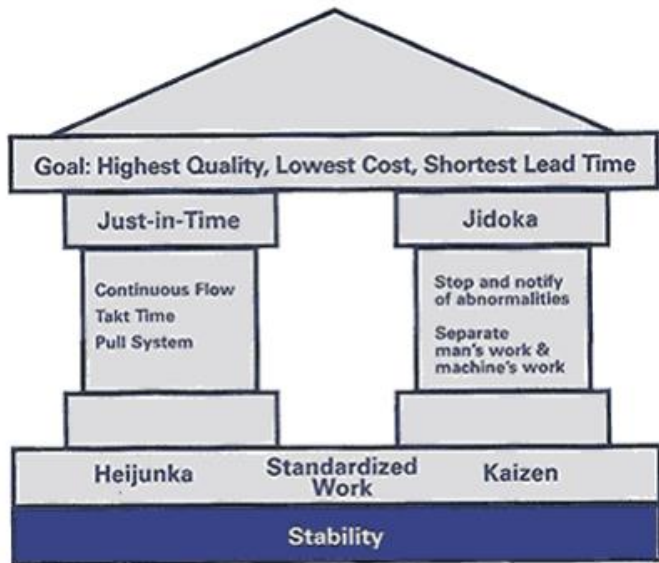 Goal: Highest Quality, Lowest Cost, Shortest Lead Time
Just-in-Time
Continuous Flow
Takt Time
Pull System
Jidoka
Stop and notify
of abnormalities
Separate
man's work &
machine's work
Heijunka
Standardized
Work
Kaizen
Stability